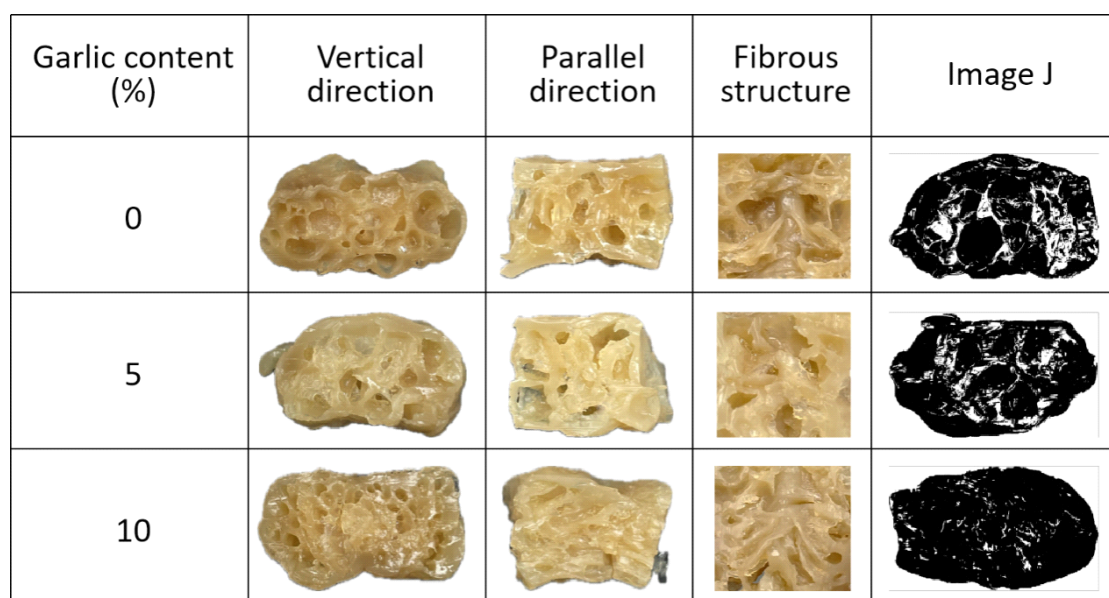 Garlic content
(%)
Vertical
direction
Parallel
direction
Fibrous
structure
Image J
0
5
10